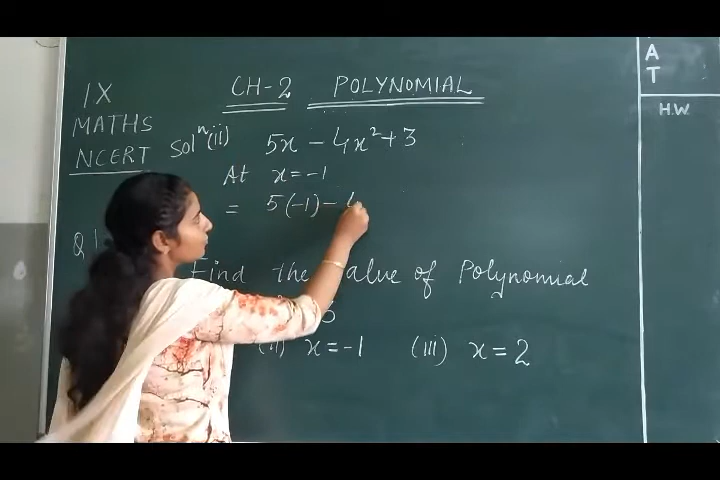 IX CH-2 POLYNOMIAL
MATHS
NCERT Solⁿ (ii) 5x - 4x² + 3
At x = -1
= 5(-1) - 4
Q1
Find the value of Polynomial
(ii) x = -1 (iii) x = 2
A
T
H.W